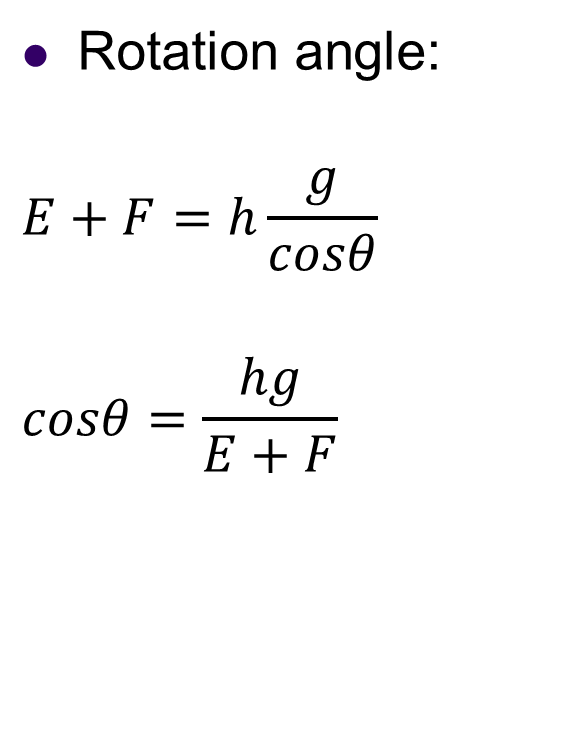 • Rotation angle:
E + F = h g/cosθ
cosθ = hg/(E + F)